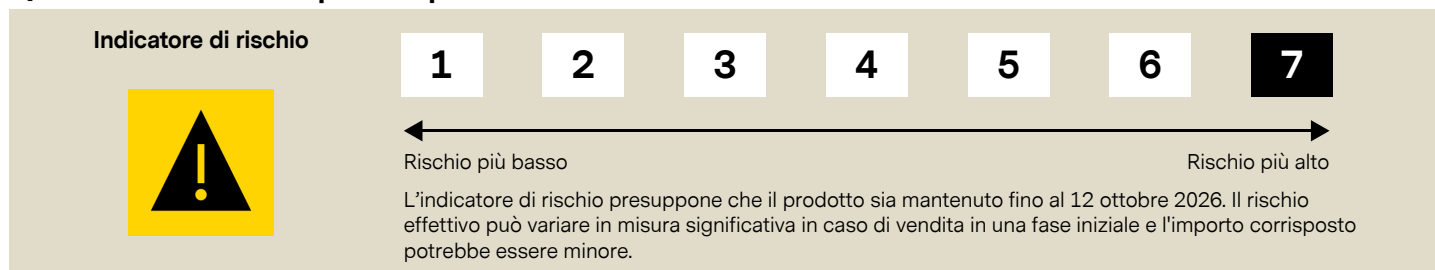 Indicatore di rischio
1 2 3 4 5 6 7
Rischio più basso
Rischio più alto
L'indicatore di rischio presuppone che il prodotto sia mantenuto fino al 12 ottobre 2026. Il rischio
effettivo può variare in misura significativa in caso di vendita in una fase iniziale e l'importo corrisposto
potrebbe essere minore.